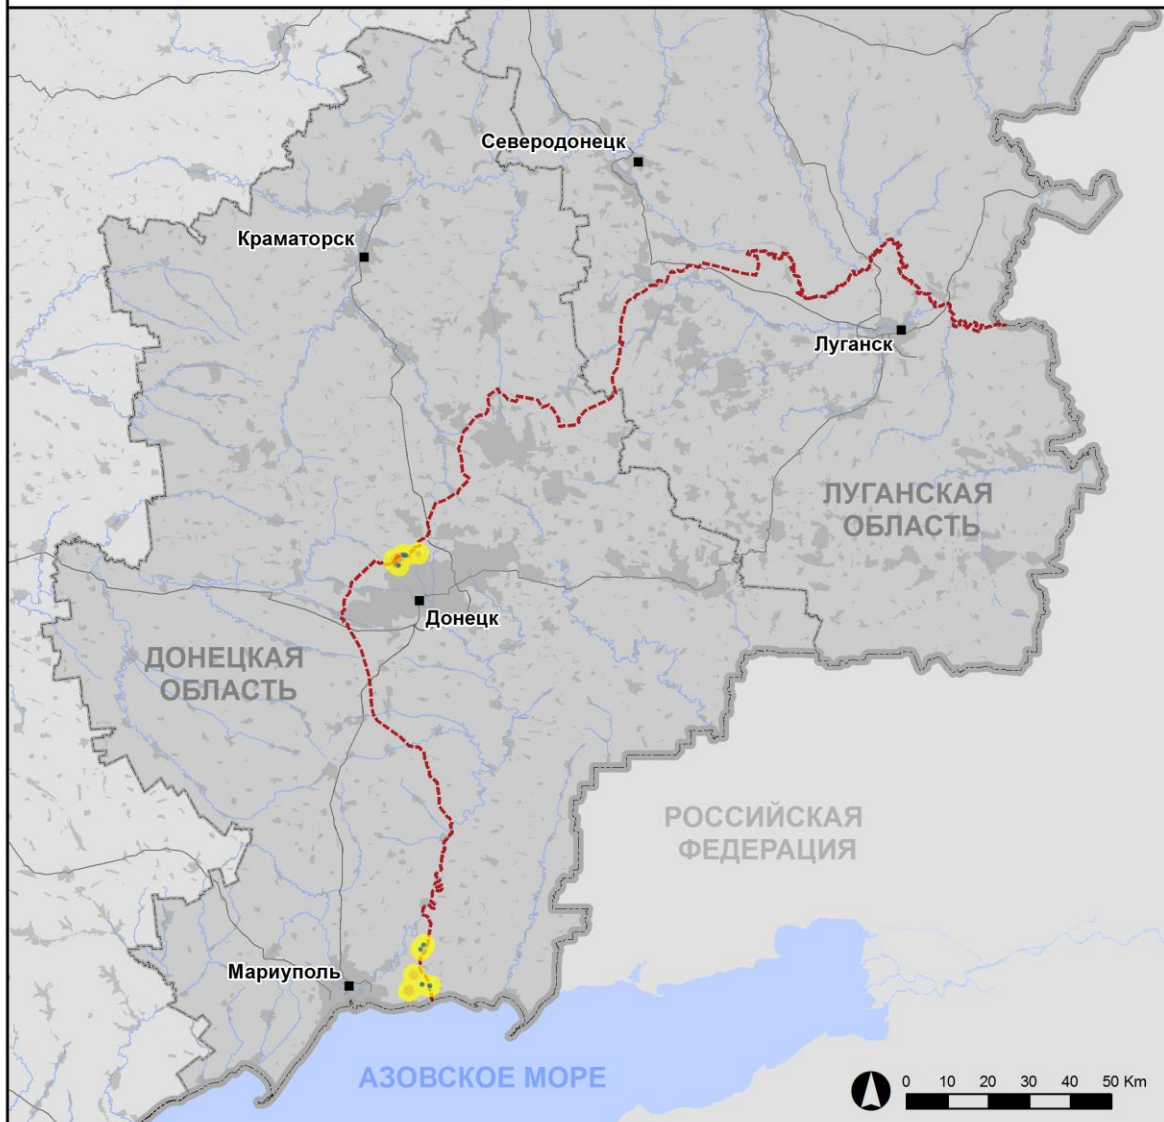 Северодонецк
Краматорск
Луганск
ЛУГАНСКАЯ
ОБЛАСТЬ
Донецк
ДОНЕЦКАЯ
ОБЛАСТЬ
РОССИЙСКАЯ
ФЕДЕРАЦИЯ
Мариуполь
АЗОВСКОЕ МОРЕ
0 10 20 30 40 50 Km